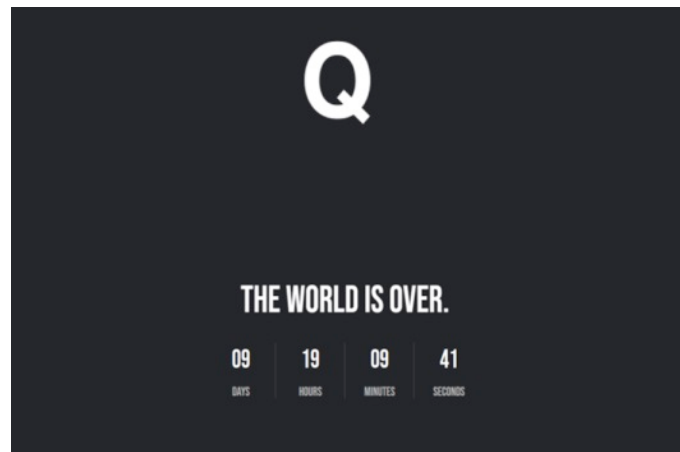 Q
THE WORLD IS OVER.
09 19 09 41
DAYS HOURS MINUTES SECONDS